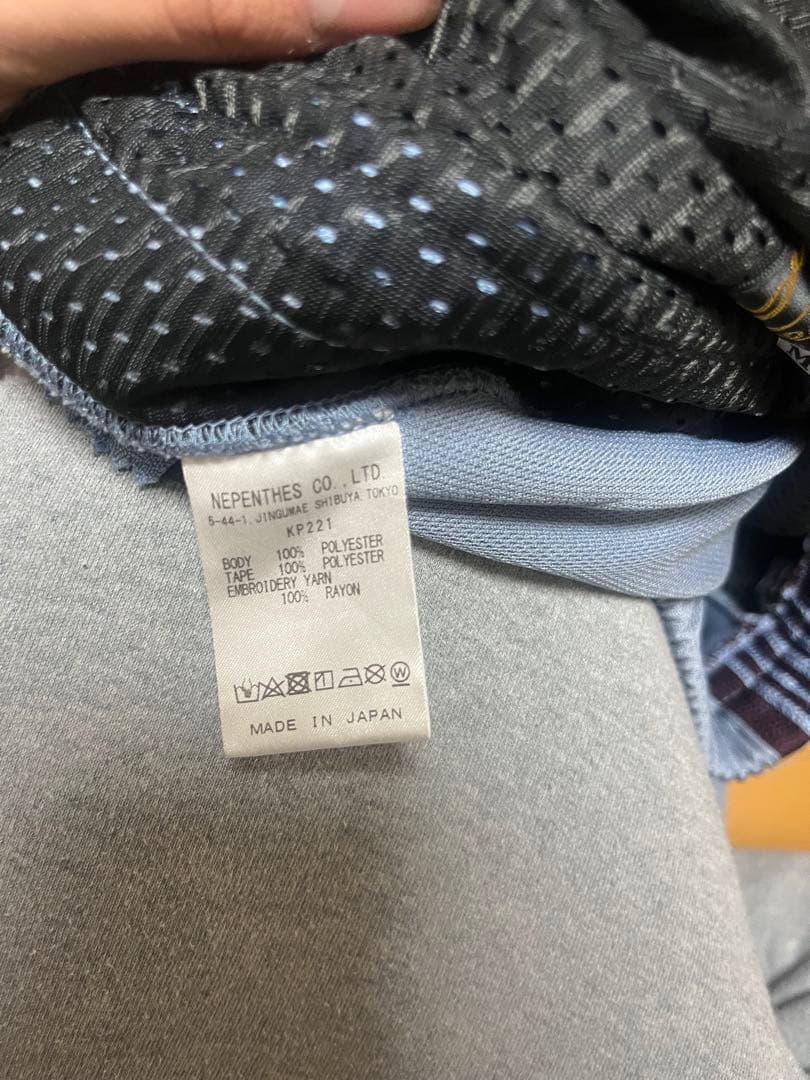 NEPENTHES CO., LTD.
5-44-1, JINGUMAE SHIBUYA TOKYO
KP221
BODY 100% POLYESTER
TAPE 100% POLYESTER
EMBROIDERY YARN
100% RAYON
W
MADE IN JAPAN
M